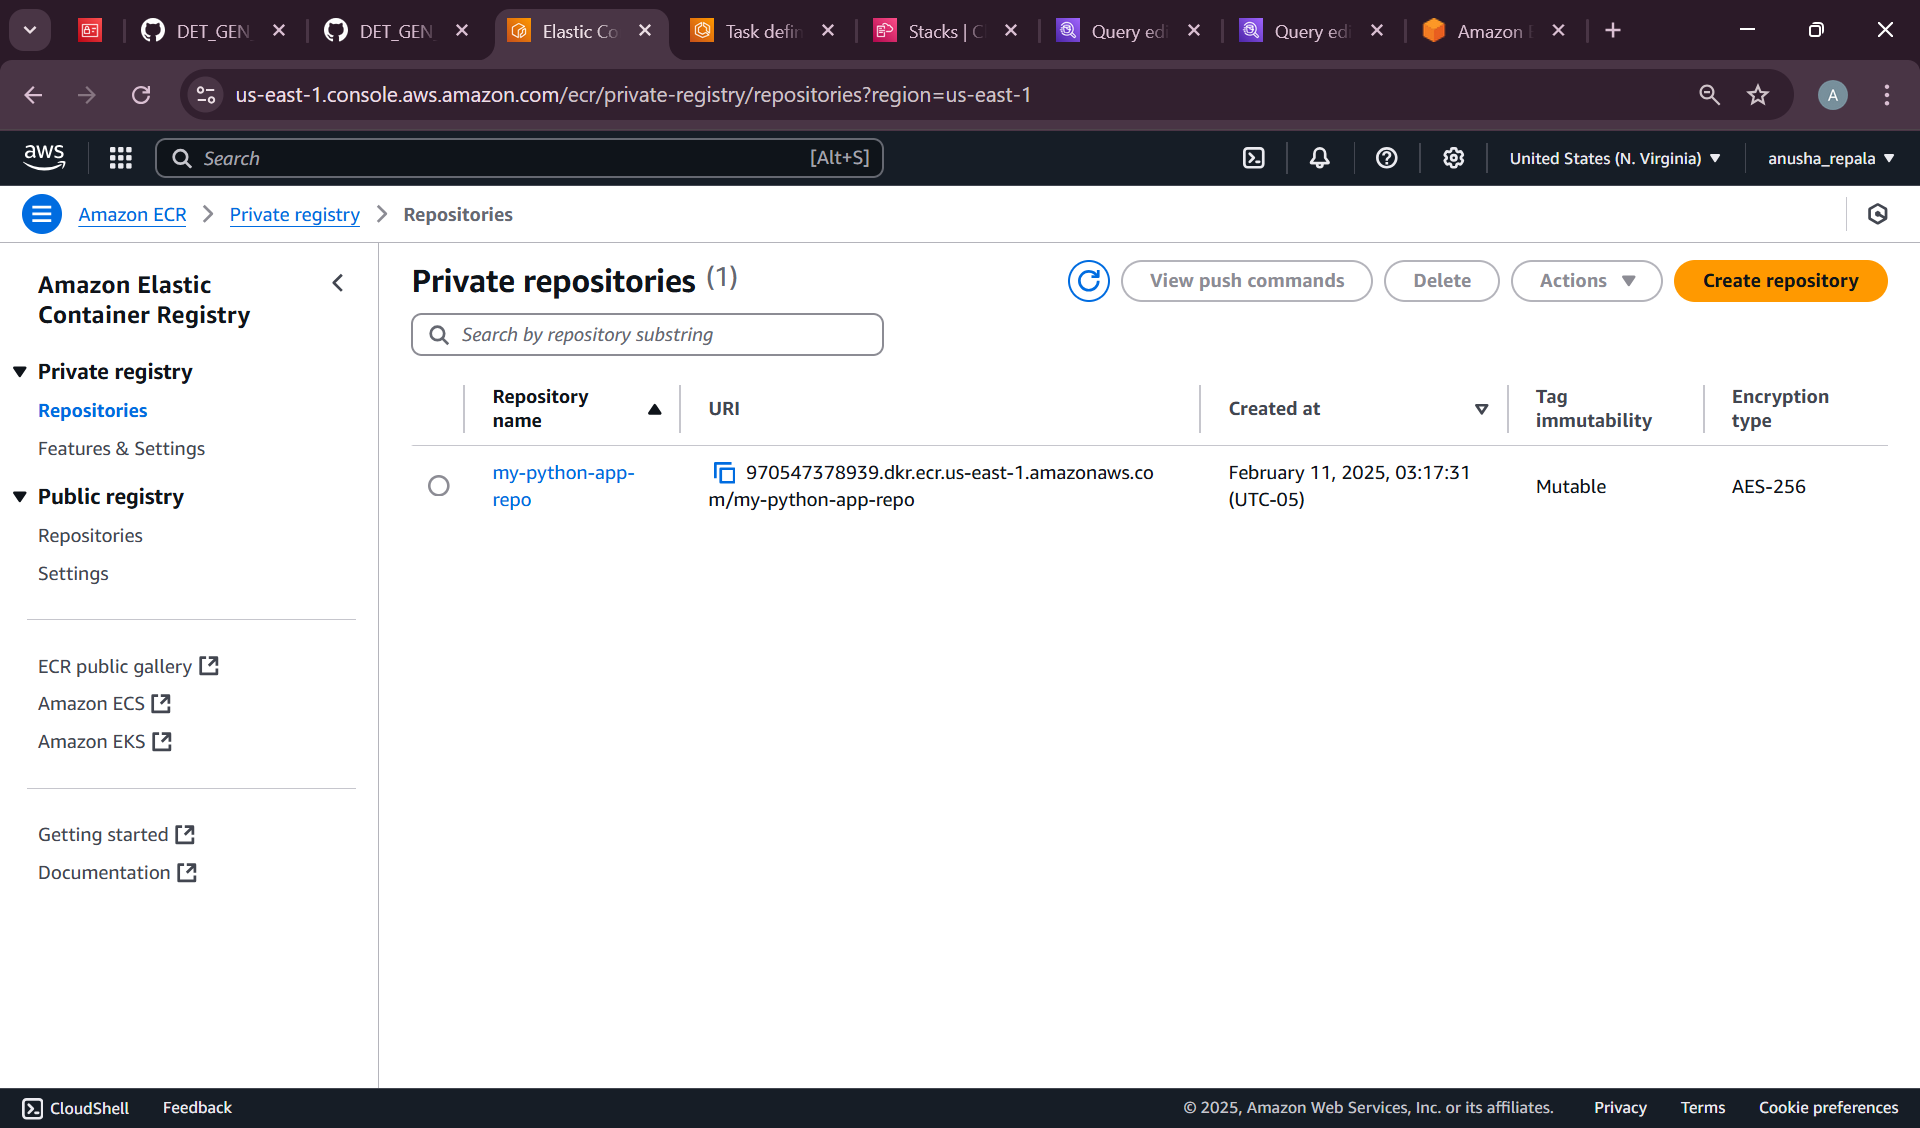 DET_GEN
DET_GEN
Elastic Co
Task defin
Stacks | C
Query edi
Query edi
Amazon E
us-east-1.console.aws.amazon.com/ecr/private-registry/repositories?region=us-east-1
A
aws
Search
[Alt+S]
United States (N. Virginia)
anusha_repala
Amazon ECR
Private registry
Repositories
Amazon Elastic
Container Registry
Private registry
Repositories
Features & Settings
Public registry
Repositories
Settings
ECR public gallery
Amazon ECS
Amazon EKS
Getting started
Documentation
Private repositories (1)
View push commands
Delete
Actions
Create repository
Search by repository substring
Repository
name
URI
Created at
Tag
immutability
Encryption
type
my-python-app-
repo
970547378939.dkr.ecr.us-east-1.amazonaws.co
m/my-python-app-repo
February 11, 2025, 03:17:31
(UTC-05)
Mutable
AES-256
CloudShell
Feedback
© 2025, Amazon Web Services, Inc. or its affiliates.
Privacy
Terms
Cookie preferences